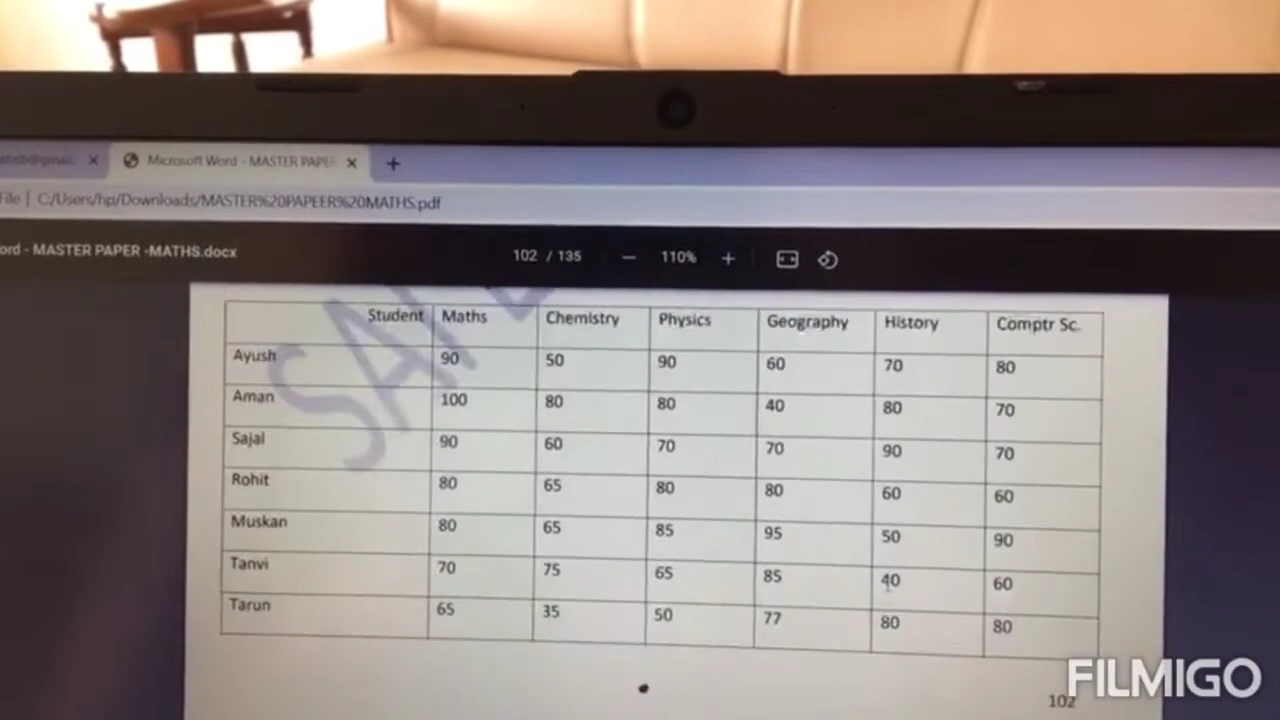 Microsoft Word - MASTER PAPE
File | C:/Users/hp/Downloads/MASTER%20PAPEER%20MATHS.pdf
ord - MASTER PAPER -MATHS.docx 102 / 135 — 110% +
Student Maths Chemistry Physics Geography History Comptr Sc.
Ayush 90 50 90 60 70 80
Aman 100 80 80 40 80 70
Sajal 90 60 70 70 90 70
Rohit 80 65 80 80 60 60
Muskan 80 65 85 95 50 90
Tanvi 70 75 65 85 40 60
Tarun 65 35 50 77 80 80
102
FILMIGO